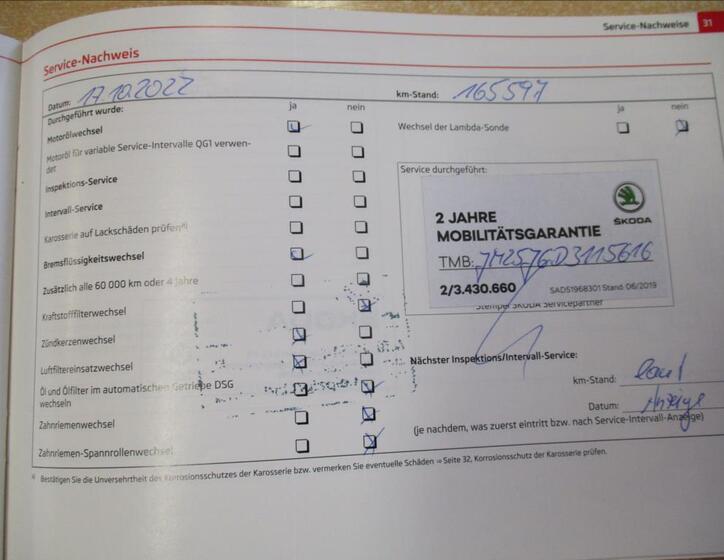 Service-Nachweise 31
Service-Nachweis
Datum: 17.10.2022 km-Stand: 165597
Durchgeführt wurde: ja nein ja nein
Motorölwechsel
Wechsel der Lambda-Sonde
Motoröl für variable Service-Intervalle QG1 verwen-
det
Inspektions-Service
Intervall-Service
Karosserie auf Lackschäden prüfen a)
Bremsflüssigkeitswechsel
Zusätzlich alle 60 000 km oder 4 Jahre
Kraftstofffilterwechsel
Zündkerzenwechsel
Luftfiltereinsatzwechsel
Öl und Ölfilter im automatischen Getriebe DSG
wechseln
Zahnriemenwechsel
Zahnriemen-Spannrollenwechsel
Service durchgeführt:
ŠKODA
2 JAHRE
MOBILITÄTSGARANTIE
TMB:
2/3.430.660 SAD51968301 Stand: 06/2019
Stempel ŠKODA Servicepartner
Nächster Inspektions/Intervall-Service:
km-Stand: laut
Datum: Anzeige
(je nachdem, was zuerst eintritt bzw. nach Service-Intervall-Anzeige)
a) Bestätigen Sie die Unversehrtheit des Korrosionsschutzes der Karosserie bzw. vermerken Sie eventuelle Schäden ⇒ Seite 32, Korrosionsschutz der Karosserie prüfen.